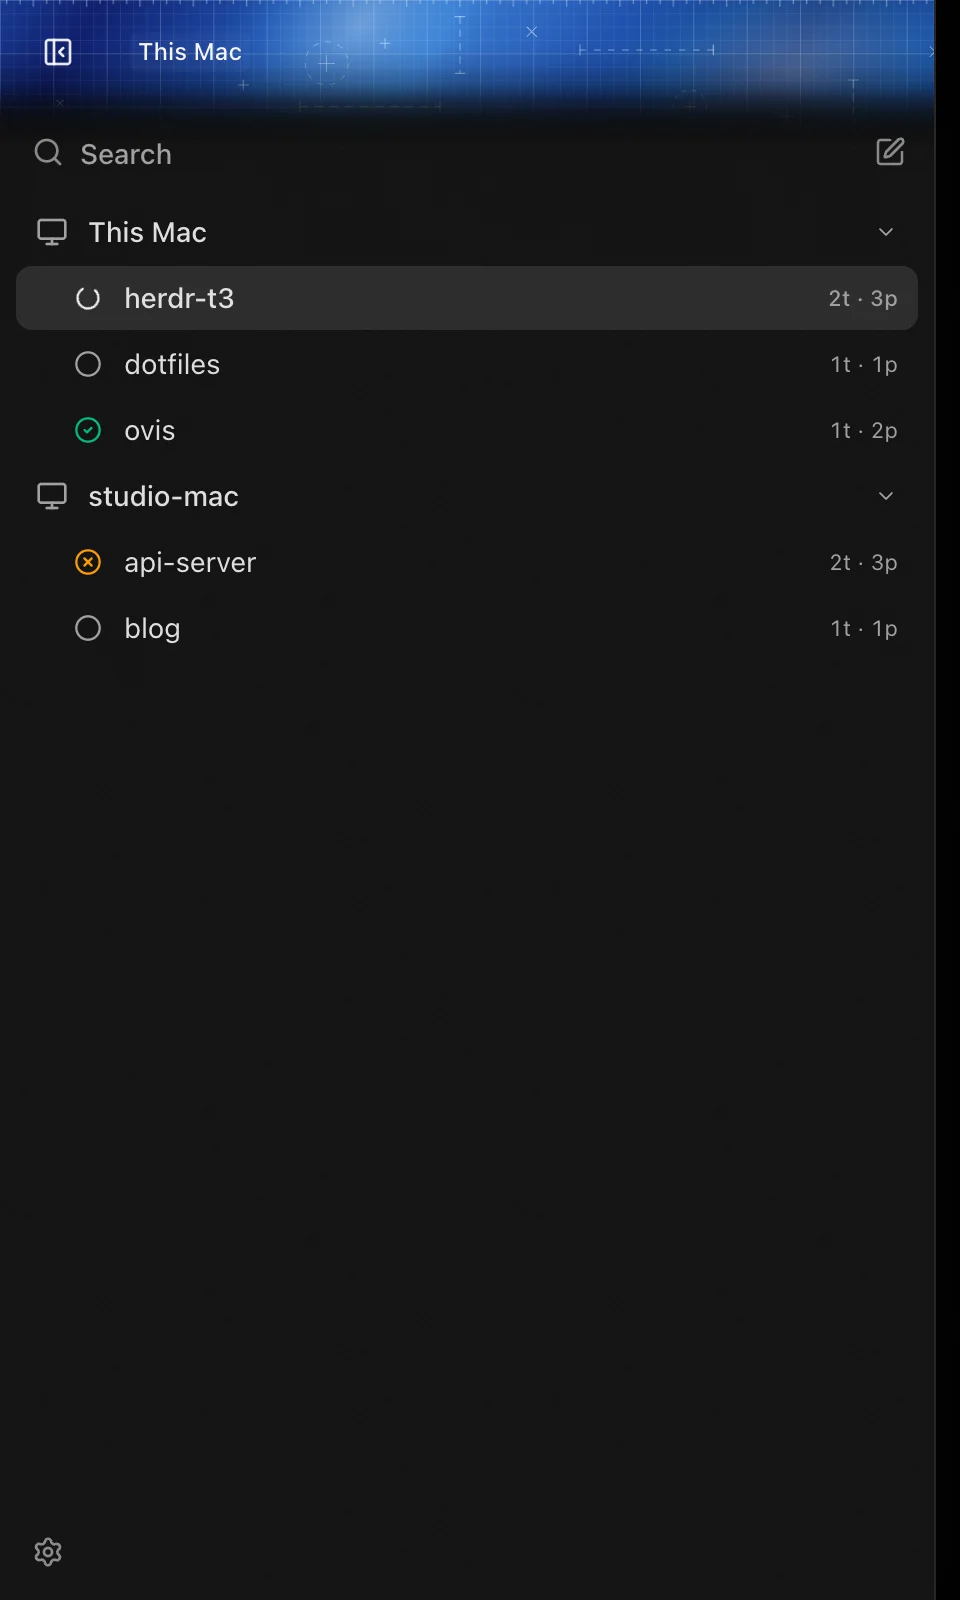 This Mac
Search
This Mac
herdr-t3 2t · 3p
dotfiles 1t · 1p
ovis 1t · 2p
studio-mac
api-server 2t · 3p
blog 1t · 1p